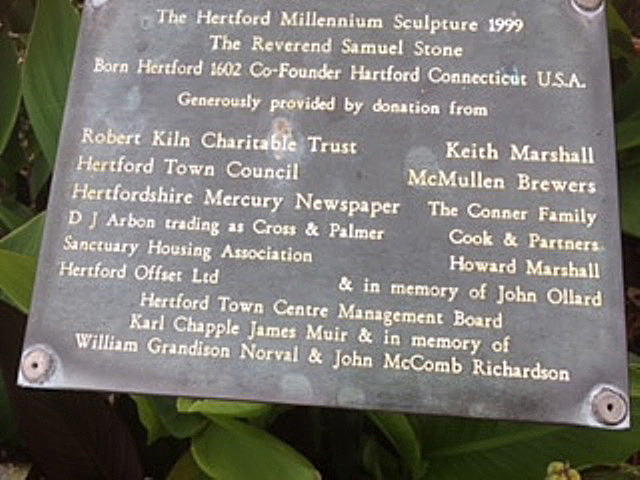 The Hertford Millennium Sculpture 1999
The Reverend Samuel Stone
Born Hertford 1602 Co-Founder Hartford Connecticut U.S.A.
Generously provided by donation from
Robert Kiln Charitable Trust
Hertford Town Council
Hertfordshire Mercury Newspaper
D J Arbon trading as Cross & Palmer
Sanctuary Housing Association
Hertford Offset Ltd
Keith Marshall
McMullen Brewers
The Conner Family
Cook & Partners
Howard Marshall
& in memory of John Ollard
Hertford Town Centre Management Board
Karl Chapple James Muir & in memory of
William Grandison Norval & John McComb Richardson